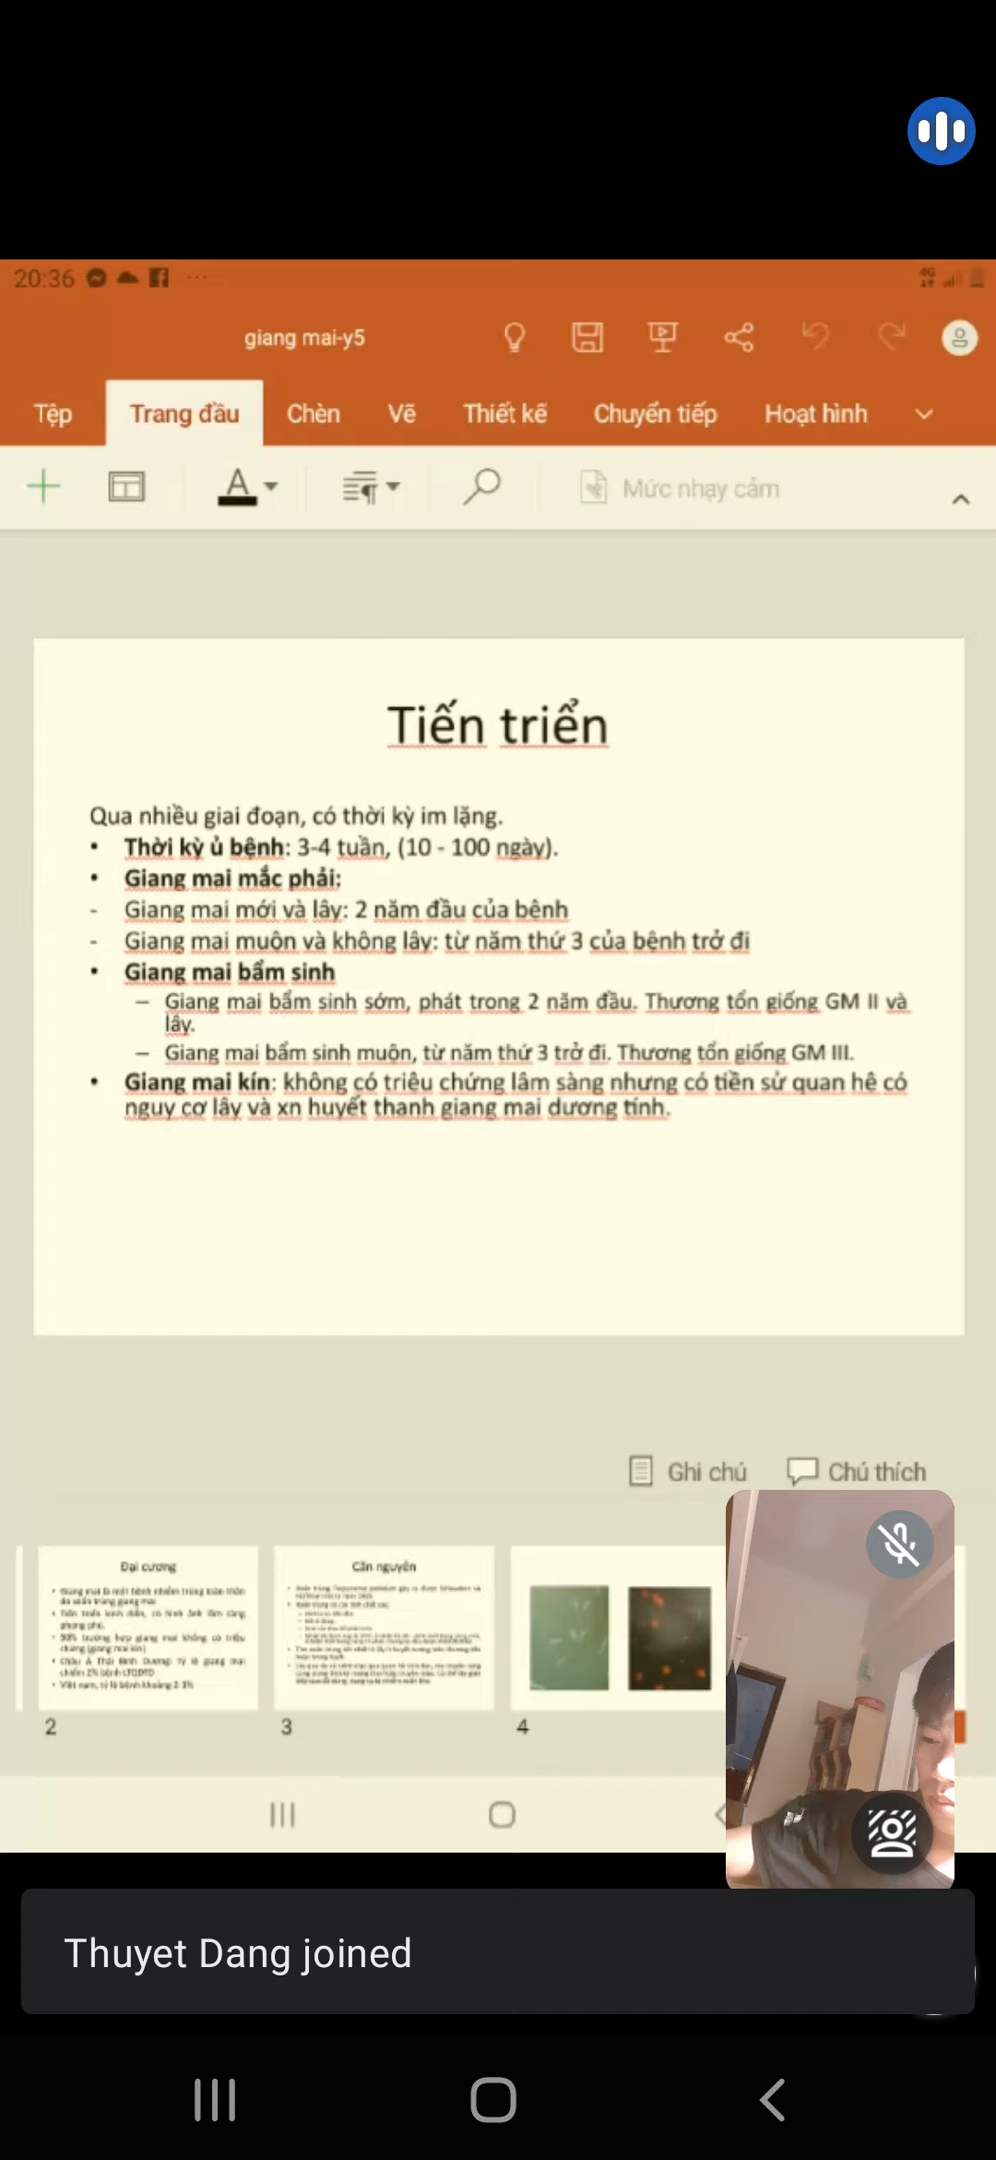 20:36
4G
giang mai-y5
Tệp Trang đầu Chèn Vẽ Thiết kế Chuyển tiếp Hoạt hình
A Mức nhạy cảm
Tiến triển
Qua nhiều giai đoạn, có thời kỳ im lặng.
• Thời kỳ ủ bệnh: 3-4 tuần, (10 - 100 ngày).
• Giang mai mắc phải:
- Giang mai mới và lây: 2 năm đầu của bệnh
- Giang mai muộn và không lây: từ năm thứ 3 của bệnh trở đi
• Giang mai bẩm sinh
– Giang mai bẩm sinh sớm, phát trong 2 năm đầu. Thương tổn giống GM II và
lây.
– Giang mai bẩm sinh muộn, từ năm thứ 3 trở đi. Thương tổn giống GM III.
• Giang mai kín: không có triệu chứng lâm sàng nhưng có tiền sử quan hệ có
nguy cơ lây và xn huyết thanh giang mai dương tính.
Ghi chú Chú thích
Đại cương
Căn nguyên
2
3
4
Thuyet Dang joined